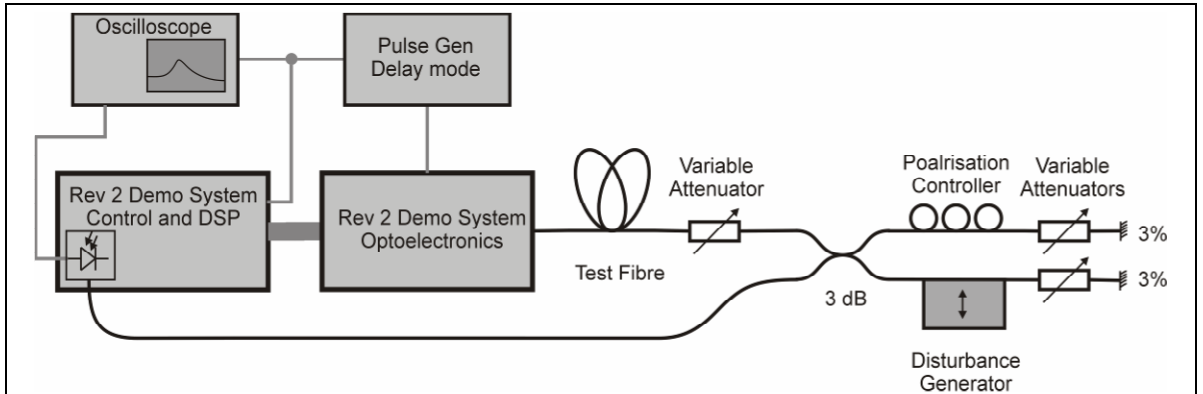 Oscilloscope
Pulse Gen
Delay mode
Rev 2 Demo System
Control and DSP
Rev 2 Demo System
Optoelectronics
Test Fibre
Variable
Attenuator
3 dB
Poalrisation
Controller
Variable
Attenuators
3%
3%
Disturbance
Generator